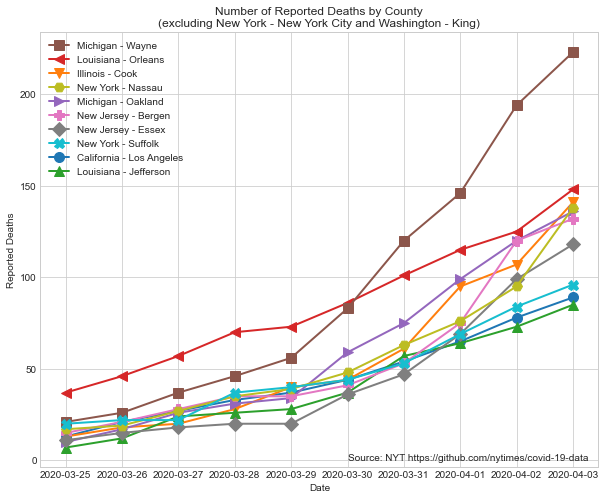 Number of Reported Deaths by County
(excluding New York - New York City and Washington - King)
Michigan - Wayne
Louisiana - Orleans
Illinois - Cook
New York - Nassau
Michigan - Oakland
New Jersey - Bergen
New Jersey - Essex
New York - Suffolk
California - Los Angeles
Louisiana - Jefferson
200
150
100
50
0
Reported Deaths
Source: NYT https://github.com/nytimes/covid-19-data
2020-03-25 2020-03-26 2020-03-27 2020-03-28 2020-03-29 2020-03-30 2020-03-31 2020-04-01 2020-04-02 2020-04-03
Date